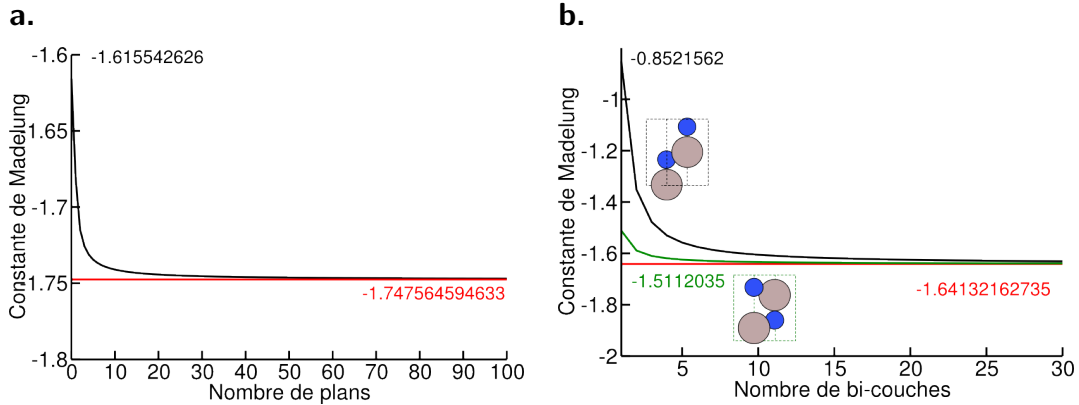 a.
-1.6
-1.615542626
1.65
-1.7
-1.75
-1.747564594633
-1.8
0 10 20 30 40 50 60 70 80 90 100
Nombre de plans
Constante de Madelung
b.
-0.8521562
-1
-1.2
-1.4
-1.6
-1.5112035
-1.64132162735
-1.8
-2
5 10 15 20 25 30
Nombre de bi-couches
Constante de Madelung